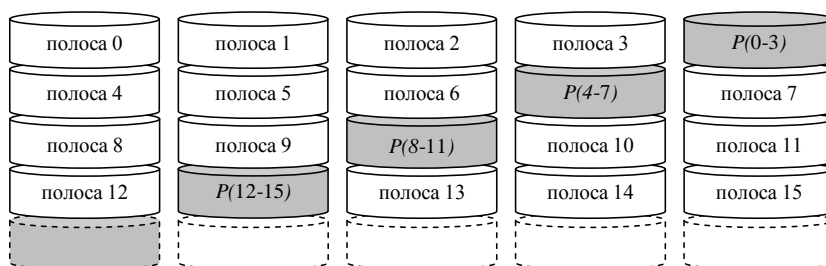 полоса 0 полоса 1 полоса 2 полоса 3 P(0-3)
полоса 4 полоса 5 полоса 6 P(4-7) полоса 7
полоса 8 полоса 9 P(8-11) полоса 10 полоса 11
полоса 12 P(12-15) полоса 13 полоса 14 полоса 15